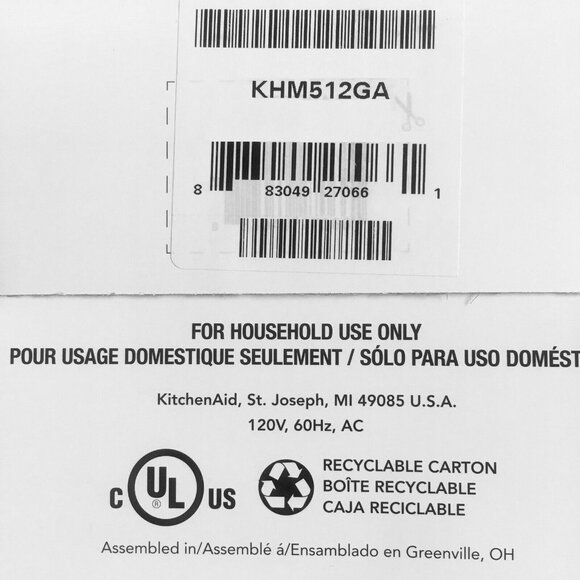 KHM512GA
8 83049 27066 1
FOR HOUSEHOLD USE ONLY
POUR USAGE DOMESTIQUE SEULEMENT / SÓLO PARA USO DOMÉST
KitchenAid, St. Joseph, MI 49085 U.S.A.
120V, 60Hz, AC
C UL ® US
RECYCLABLE CARTON
BOÎTE RECYCLABLE
CAJA RECICLABLE
Assembled in/Assemblé á/Ensamblado en Greenville, OH